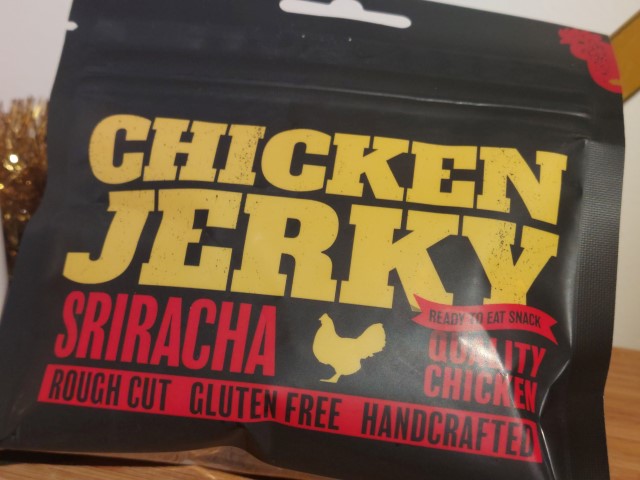 CHICKEN
JERKY
SRIRACHA
READY TO EAT SNACK
QUALITY
CHICKEN
ROUGH CUT GLUTEN FREE HANDCRAFTED